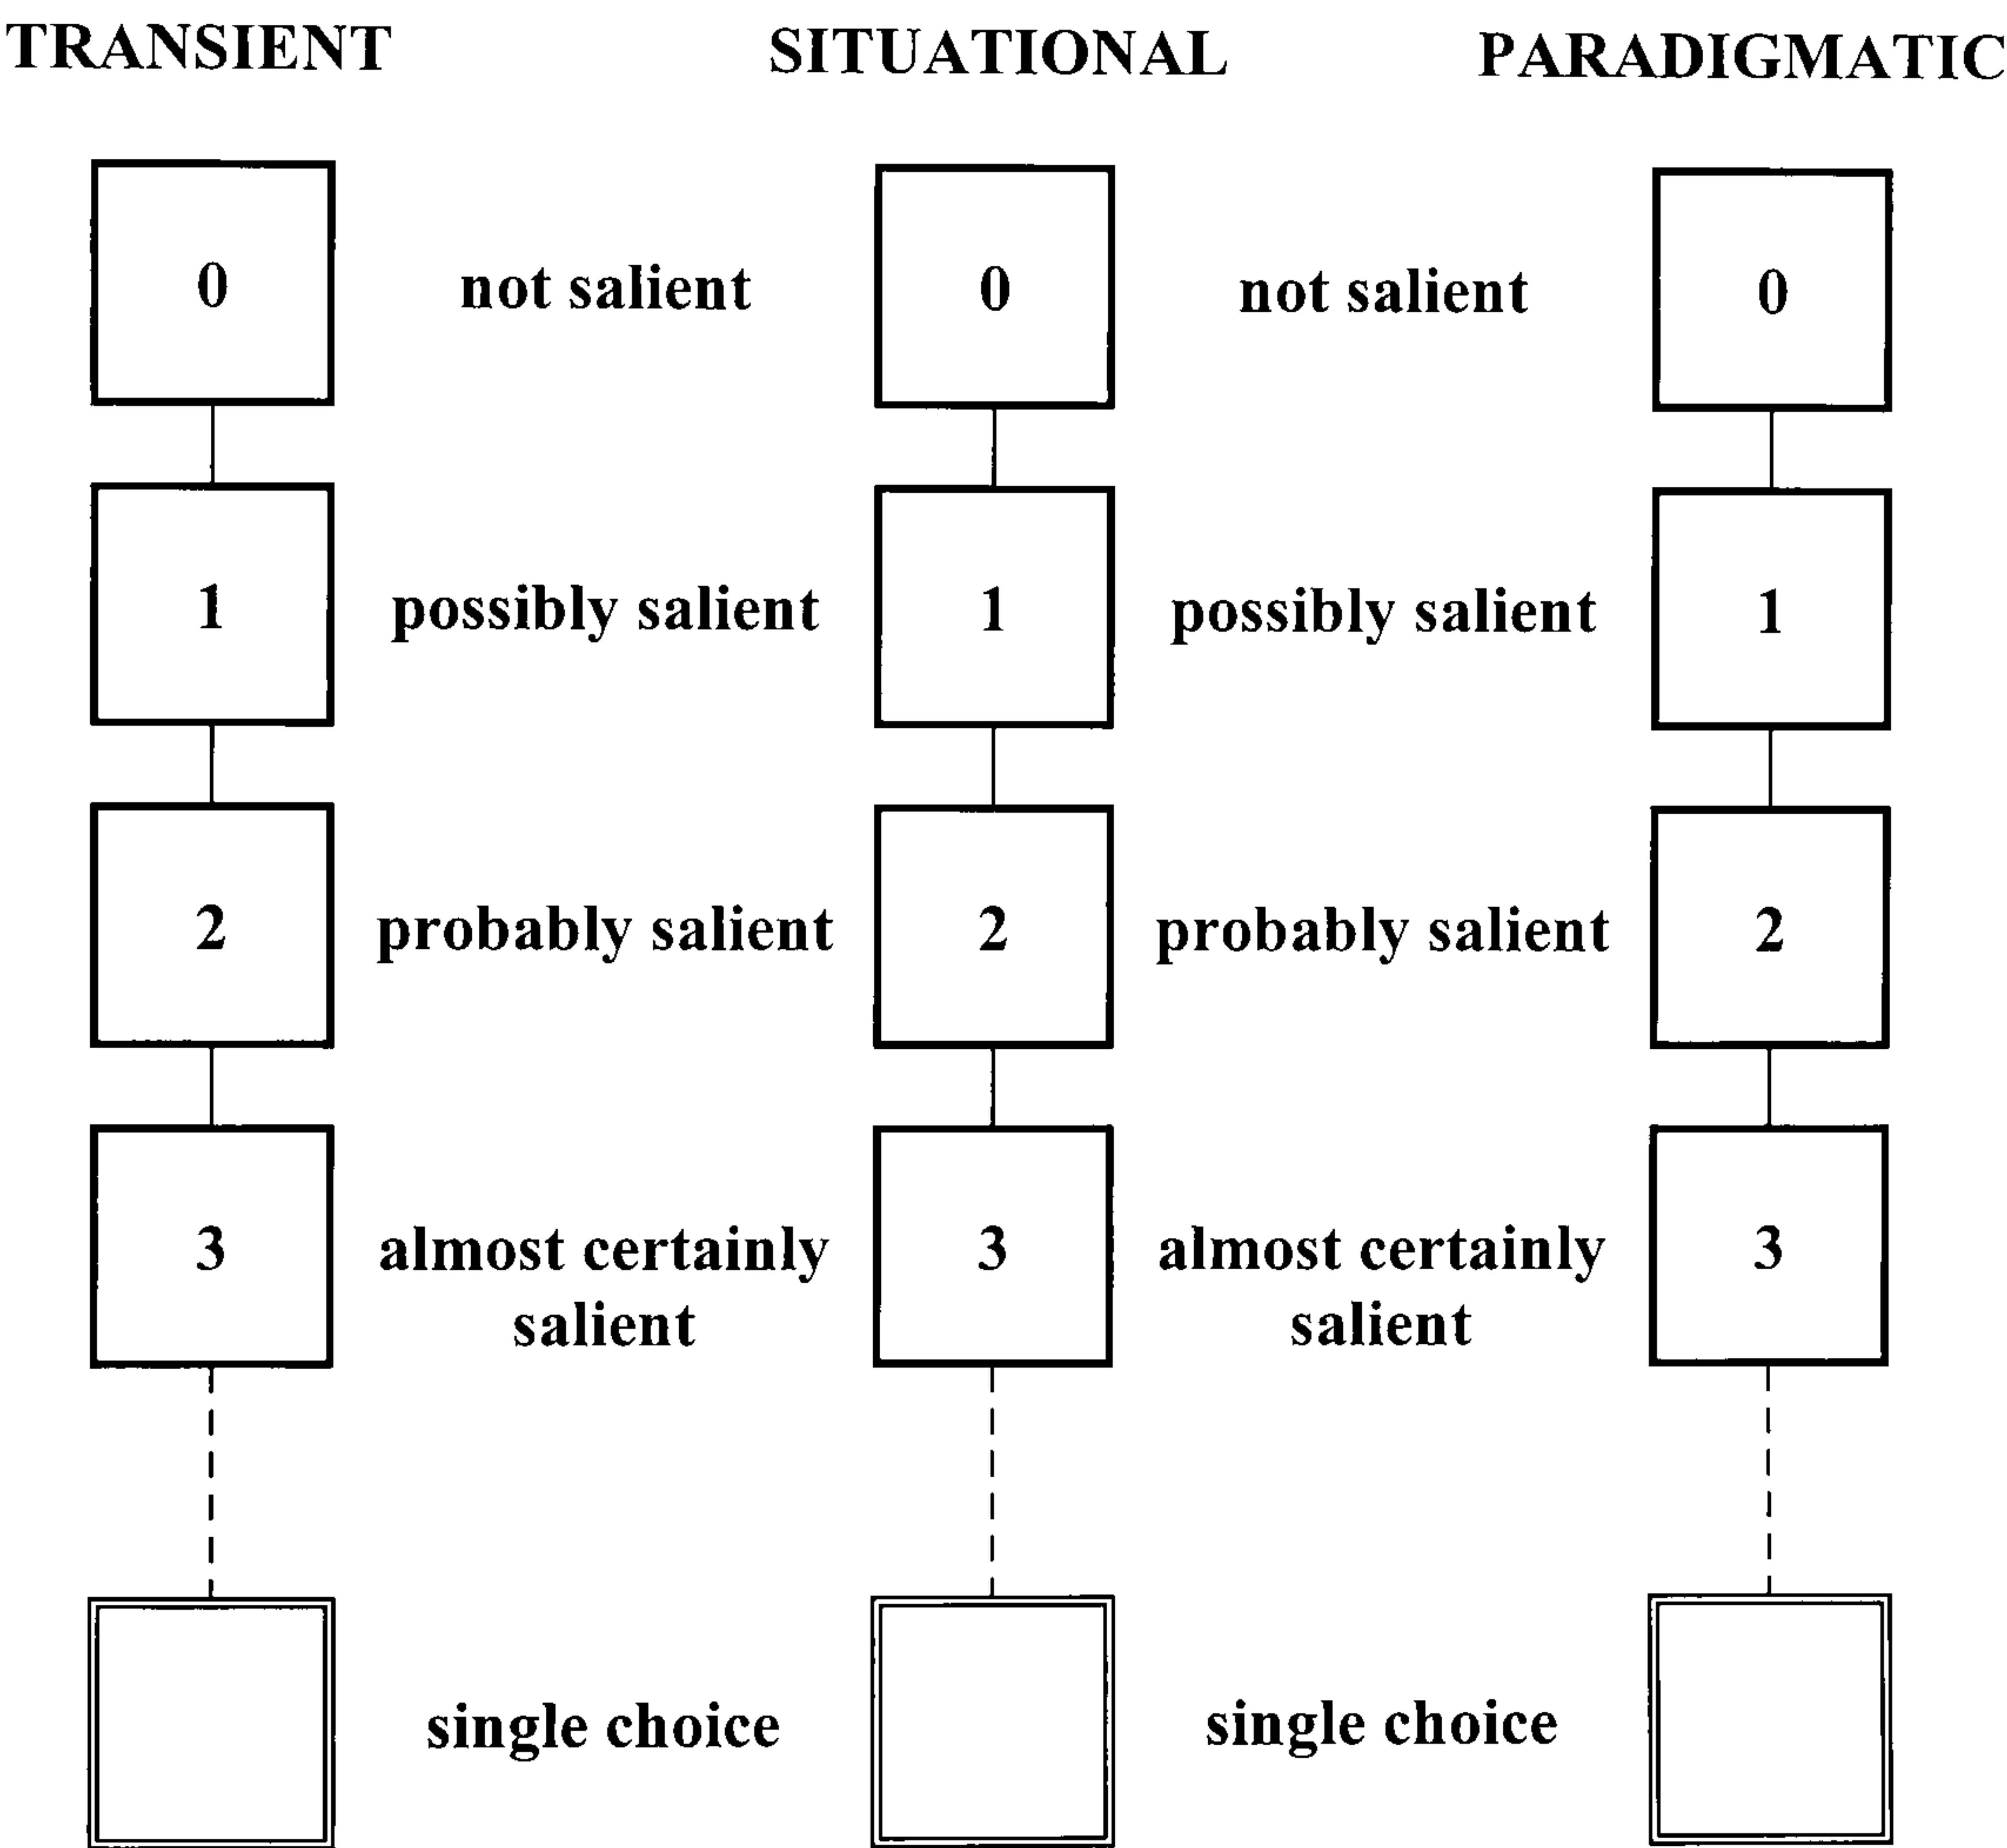 TRANSIENT SITUATIONAL PARADIGMATIC
0 not salient 0 not salient 0
1 possibly salient 1 possibly salient 1
2 probably salient 2 probably salient 2
3 almost certainly 3 almost certainly 3
salient salient
single choice single choice